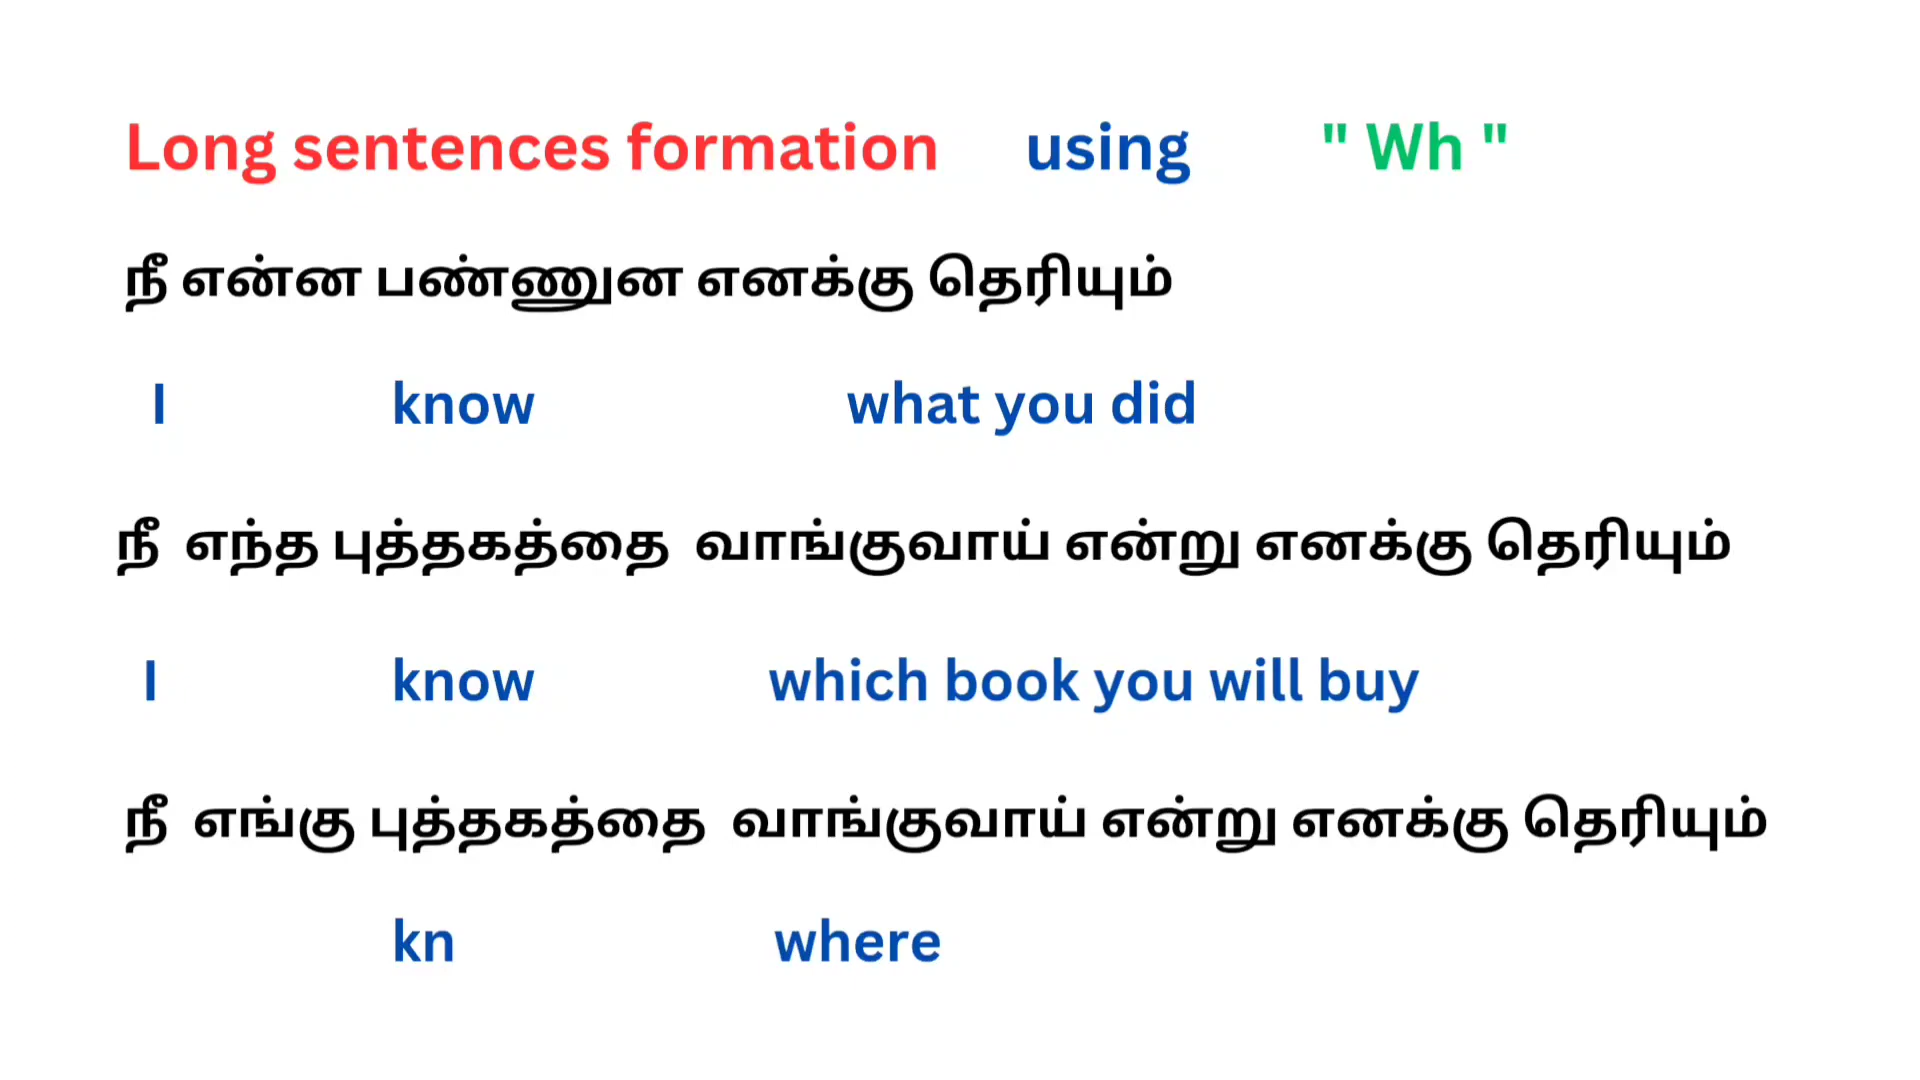 Long sentences formation using " Wh "
நீ என்ன பண்ணுன எனக்கு தெரியும்
I know what you did
நீ எந்த புத்தகத்தை வாங்குவாய் என்று எனக்கு தெரியும்
I know which book you will buy
நீ எங்கு புத்தகத்தை வாங்குவாய் என்று எனக்கு தெரியும்
kn where